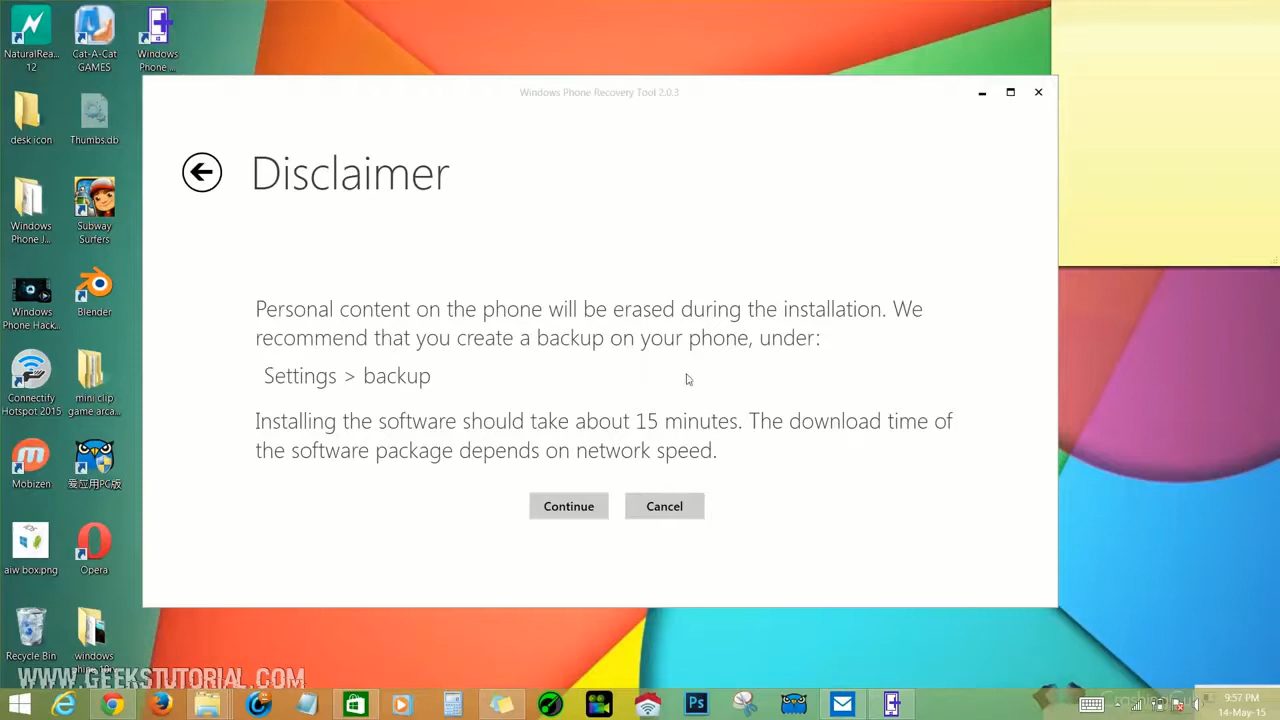 NaturalRea...
12
Cat-A-Cat
GAMES
Windows
Phone ...
desk icon
Thumbs.db
Windows
Phone J...
Subway
Surfers
Windows
Phone Hack...
Blender
Connectify
Hotspot 2015
mini clip
game arca...
Mobizen
爱应用PC版
aiw box.png
Opera
Recycle Bin
windows
Windows Phone Recovery Tool 2.0.3
Disclaimer
Personal content on the phone will be erased during the installation. We
recommend that you create a backup on your phone, under:
Settings > backup
Installing the software should take about 15 minutes. The download time of
the software package depends on network speed.
Continue
Cancel
WWW.GEEKSTUTORIAL.COM
Ps
9:57 PM
14-May-15